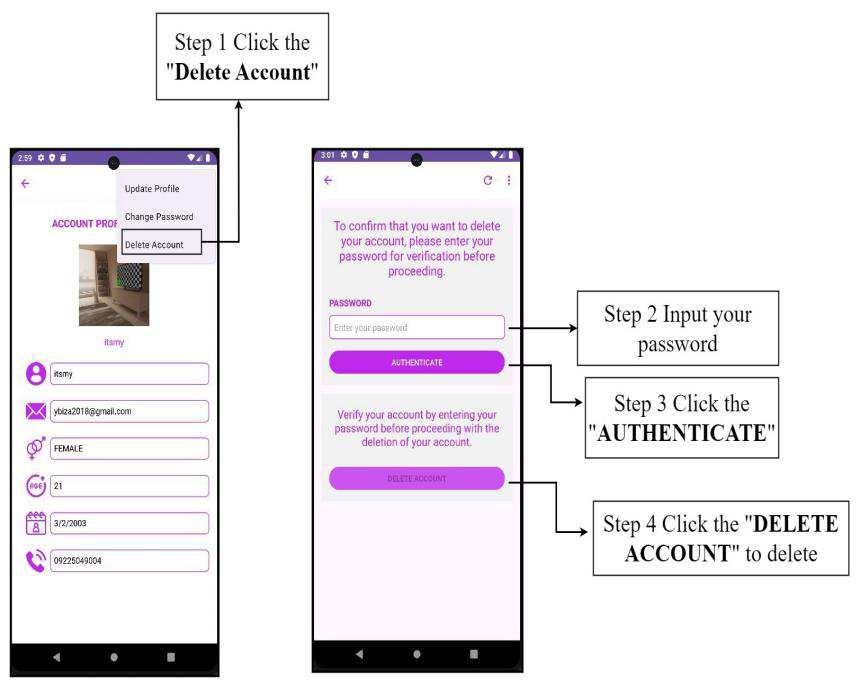 Step 1 Click the
"Delete Account"
2:59
Update Profile
Change Password
Delete Account
ACCOUNT PROF
itsmy
itsmy
ybiza2018@gmail.com
FEMALE
AGE
21
3/2/2003
09225049004
3:01
To confirm that you want to delete
your account, please enter your
password for verification before
proceeding.
PASSWORD
Enter your password
AUTHENTICATE
Verify your account by entering your
password before proceeding with the
deletion of your account.
DELETE ACCOUNT
Step 2 Input your
password
Step 3 Click the
"AUTHENTICATE"
Step 4 Click the "DELETE
ACCOUNT" to delete